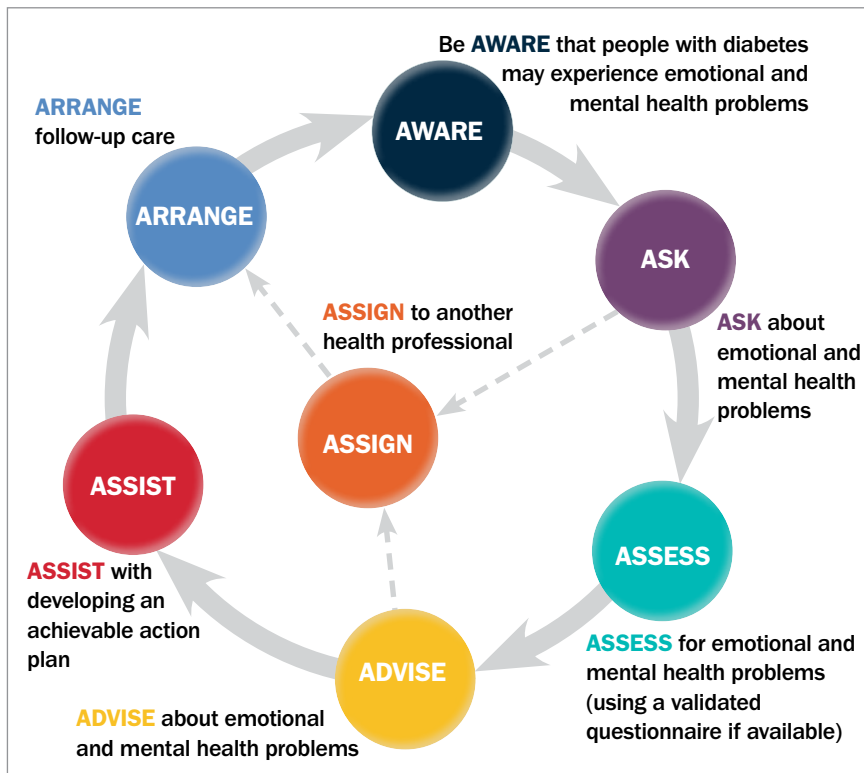 Be AWARE that people with diabetes
may experience emotional and
mental health problems
AWARE
ARRANGE
follow-up care
ARRANGE
ASK
ASK about
emotional and
mental health
problems
ASSIGN to another
health professional
ASSIGN
ASSIST
ASSIST with
developing an
achievable action
plan
ASSESS
ASSESS for emotional and
mental health problems
(using a validated
questionnaire if available)
ADVISE
ADVISE about emotional
and mental health problems